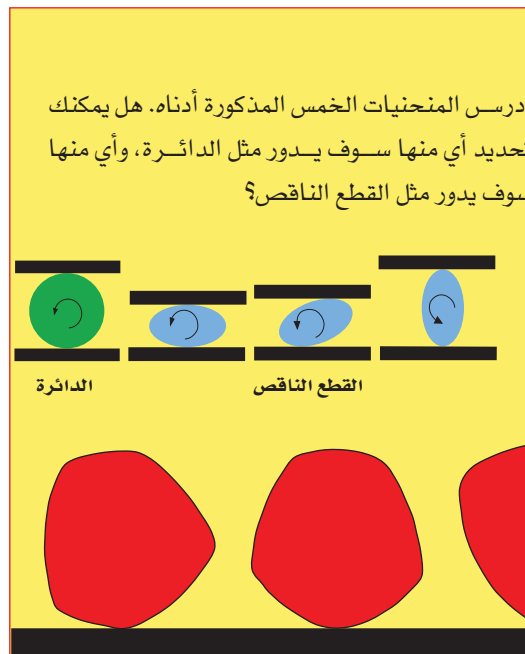 درس المنحنيات الخمس المذكورة أدناه. هل يمكنك
تحديد أي منها سوف يدور مثل الدائرة، وأي منها
سوف يدور مثل القطع الناقص؟
القطع الناقص
الدائرة